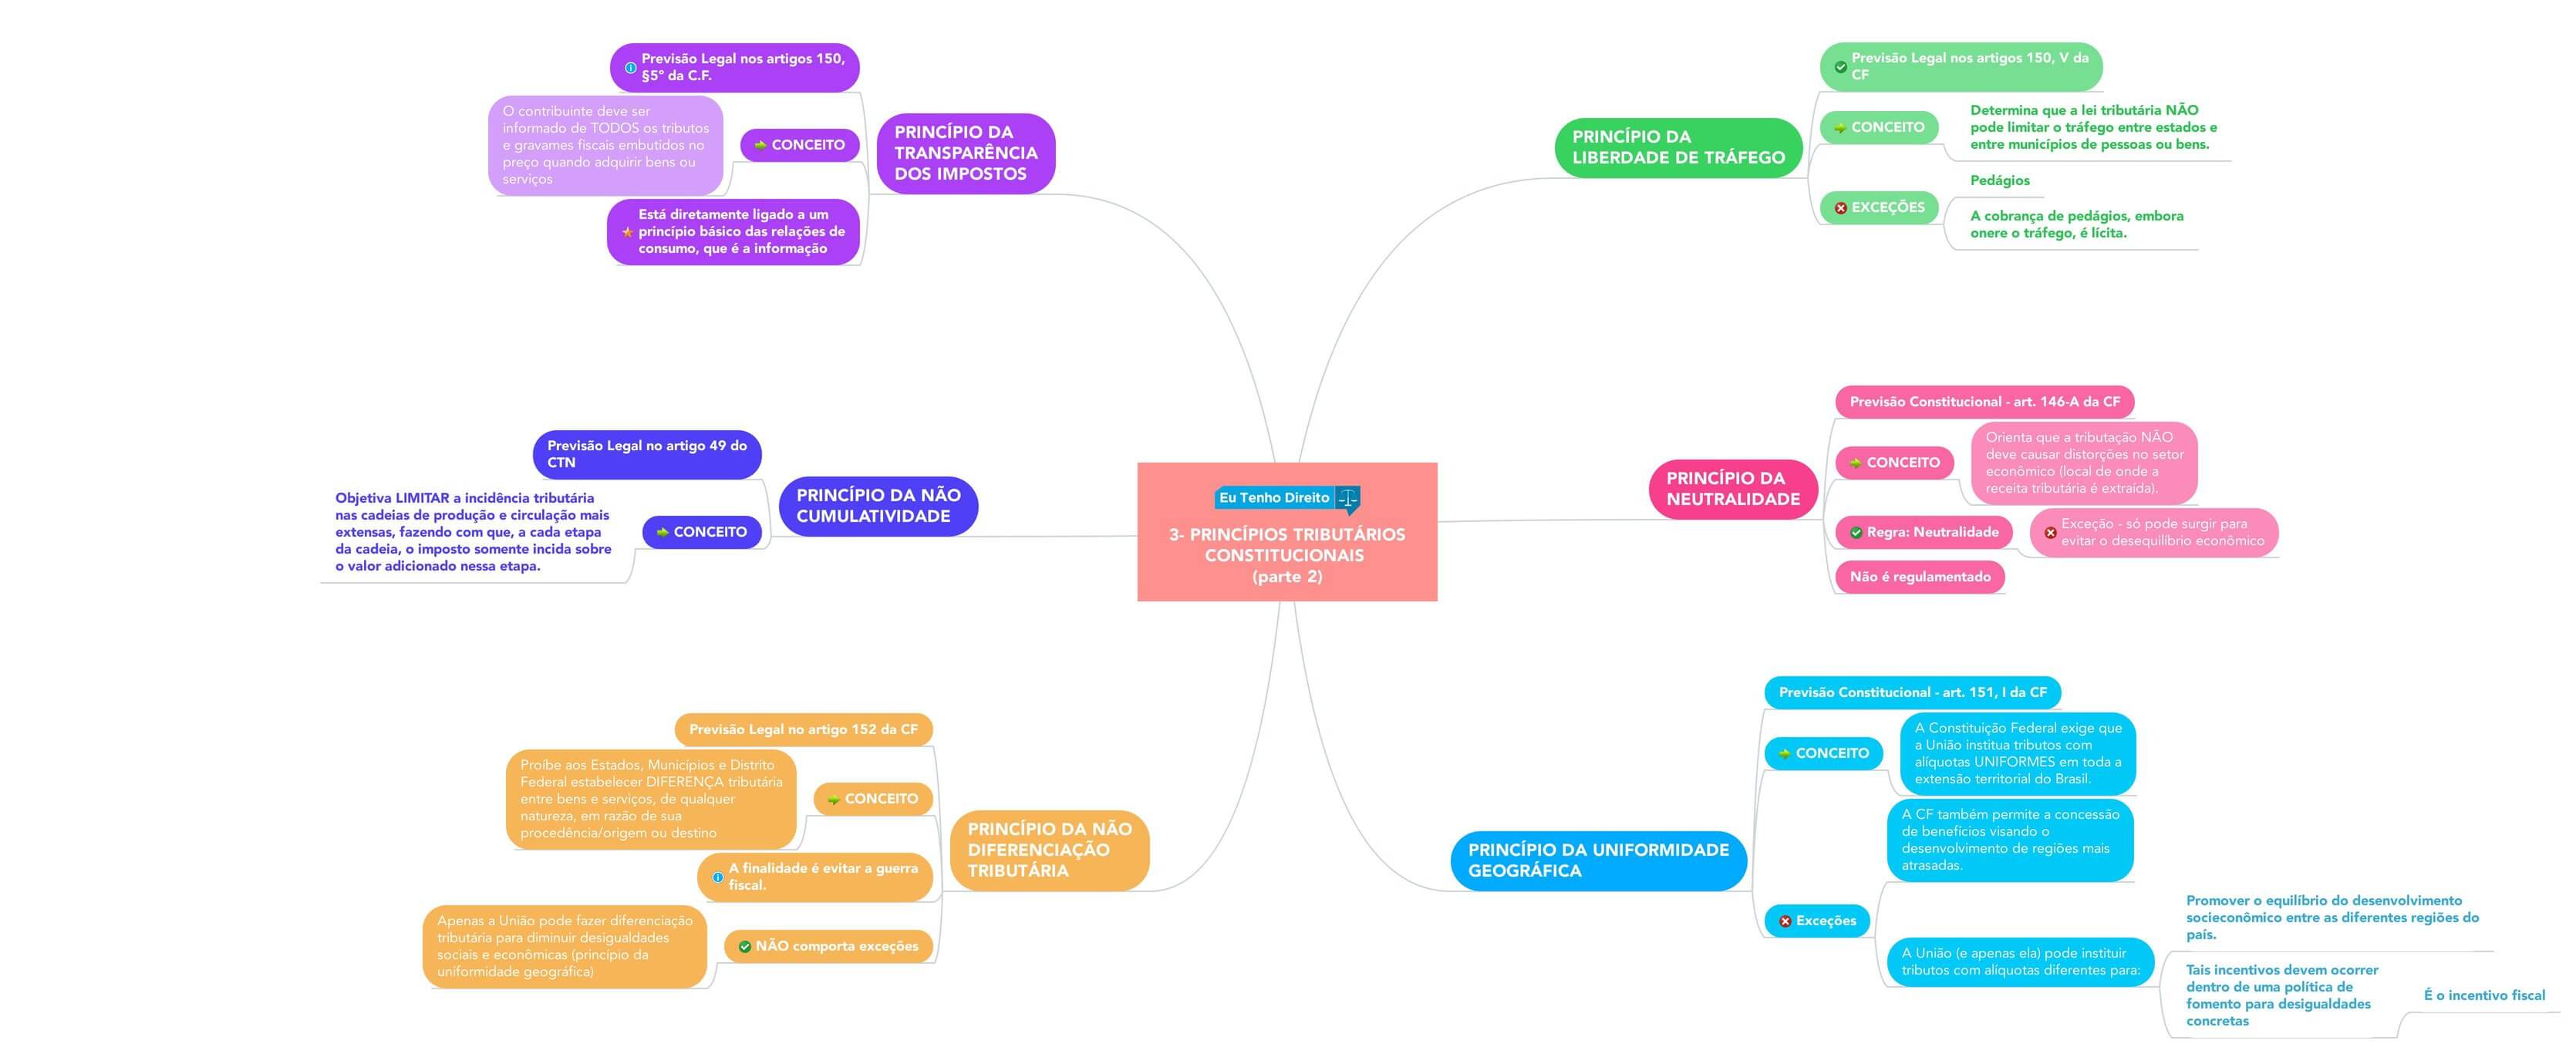 Previsão Legal nos artigos 150,
§5º da C.F.
O contribuinte deve ser
informado de TODOS os tributos
e gravames fiscais embutidos no
preço quando adquirir bens ou
serviços
CONCEITO
Está diretamente ligado a um
princípio básico das relações de
consumo, que é a informação
PRINCÍPIO DA
TRANSPARÊNCIA
DOS IMPOSTOS
Previsão Legal no artigo 49 do
CTN
Objetiva LIMITAR a incidência tributária
nas cadeias de produção e circulação mais
extensas, fazendo com que, a cada etapa
da cadeia, o imposto somente incida sobre
o valor adicionado nessa etapa.
CONCEITO
PRINCÍPIO DA NÃO
CUMULATIVIDADE
Previsão Legal no artigo 152 da CF
Proíbe aos Estados, Municípios e Distrito
Federal estabelecer DIFERENÇA tributária
entre bens e serviços, de qualquer
natureza, em razão de sua
procedência/origem ou destino
CONCEITO
A finalidade é evitar a guerra
fiscal.
Apenas a União pode fazer diferenciação
tributária para diminuir desigualdades
sociais e econômicas (princípio da
uniformidade geográfica)
NÃO comporta exceções
PRINCÍPIO DA NÃO
DIFERENCIAÇÃO
TRIBUTÁRIA
Eu Tenho Direito
3- PRINCÍPIOS TRIBUTÁRIOS
CONSTITUCIONAIS
(parte 2)
PRINCÍPIO DA
LIBERDADE DE TRÁFEGO
Previsão Legal nos artigos 150, V da
CF
CONCEITO
Determina que a lei tributária NÃO
pode limitar o tráfego entre estados e
entre municípios de pessoas ou bens.
EXCEÇÕES
Pedágios
A cobrança de pedágios, embora
onere o tráfego, é lícita.
PRINCÍPIO DA
NEUTRALIDADE
Previsão Constitucional - art. 146-A da CF
CONCEITO
Orienta que a tributação NÃO
deve causar distorções no setor
econômico (local de onde a
receita tributária é extraída).
Regra: Neutralidade
Exceção - só pode surgir para
evitar o desequilíbrio econômico
Não é regulamentado
PRINCÍPIO DA UNIFORMIDADE
GEOGRÁFICA
Previsão Constitucional - art. 151, I da CF
CONCEITO
A Constituição Federal exige que
a União institua tributos com
alíquotas UNIFORMES em toda a
extensão territorial do Brasil.
Exceções
A CF também permite a concessão
de benefícios visando o
desenvolvimento de regiões mais
atrasadas.
A União (e apenas ela) pode instituir
tributos com alíquotas diferentes para:
Promover o equilíbrio do desenvolvimento
socieconômico entre as diferentes regiões do
país.
Tais incentivos devem ocorrer
dentro de uma política de
fomento para desigualdades
concretas
É o incentivo fiscal